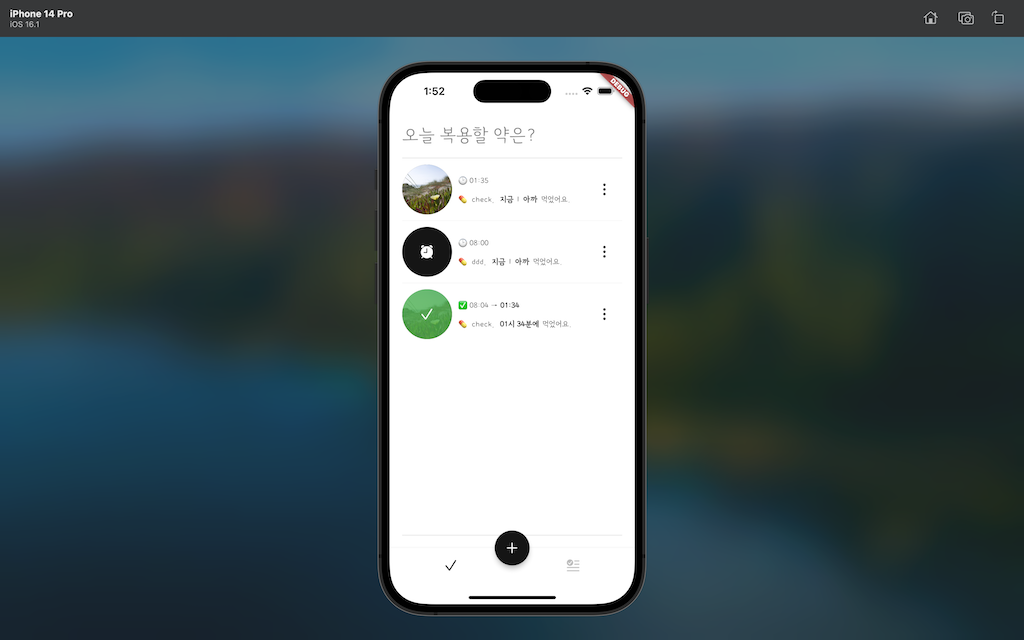 iPhone 14 Pro
iOS 16.1
1:52
DEBUG
오늘 복용할 약은?
01:35
check, 지금 | 아까 먹었어요.
08:00
ddd, 지금 | 아까 먹었어요.
08:04 → 01:34
check, 01시 34분에 먹었어요.